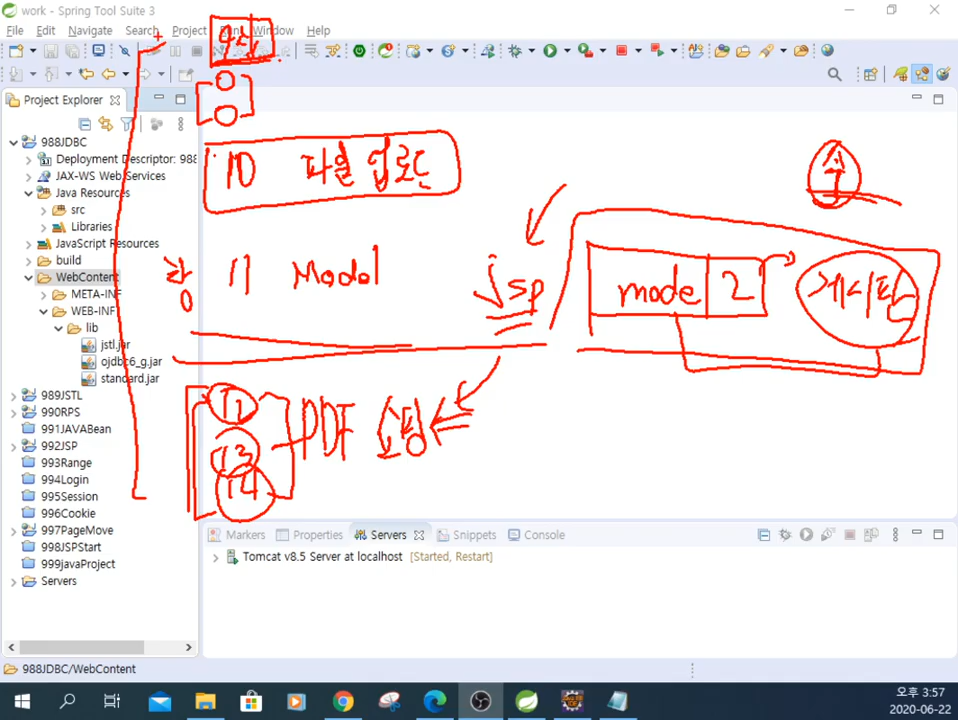 work - Spring Tool Suite 3
File Edit Navigate Search Project Window Help
Project Explorer
988JDBC
Deployment Descriptor: 988
JAX-WS Web Services
Java Resources
src
Libraries
JavaScript Resources
build
WebContent
META-INF
WEB-INF
lib
jstl.jar
ojdbc6_g.jar
standard.jar
989JSTL
990RPS
991JAVABean
992JSP
993Range
994Login
995Session
996Cookie
997PageMove
998JSPStart
999javaProject
Servers
10 파일 업로드
11 Model jsp mode 2 게시판
PDF 쇼핑
13
14
Markers Properties Servers Snippets Console
Tomcat v8.5 Server at localhost [Started, Restart]
988JDBC/WebContent
오후 3:57
2020-06-22